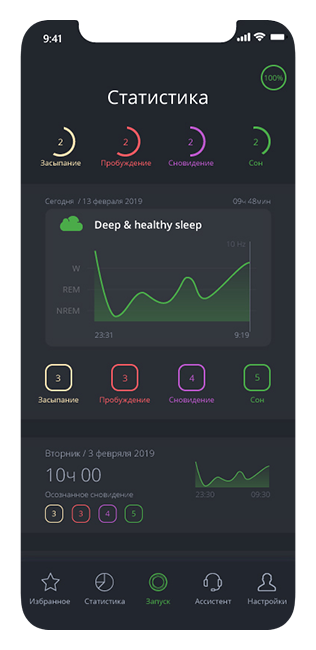 9:41
100%
Статистика
2 2 2 2
Засыпание Пробуждение Сновидение Сон
Сегодня / 13 февраля 2019 09ч 48мин
Deep & healthy sleep
10 Hz
W
REM
NREM
23:31 9:19
3 3 4 5
Засыпание Пробуждение Сновидение Сон
Вторник / 3 февряля 2019
10ч 00
Осознанное сновидение
23:30 09:30
3 3 4 5
Избранное Статистика Запуск Ассистент Настройки